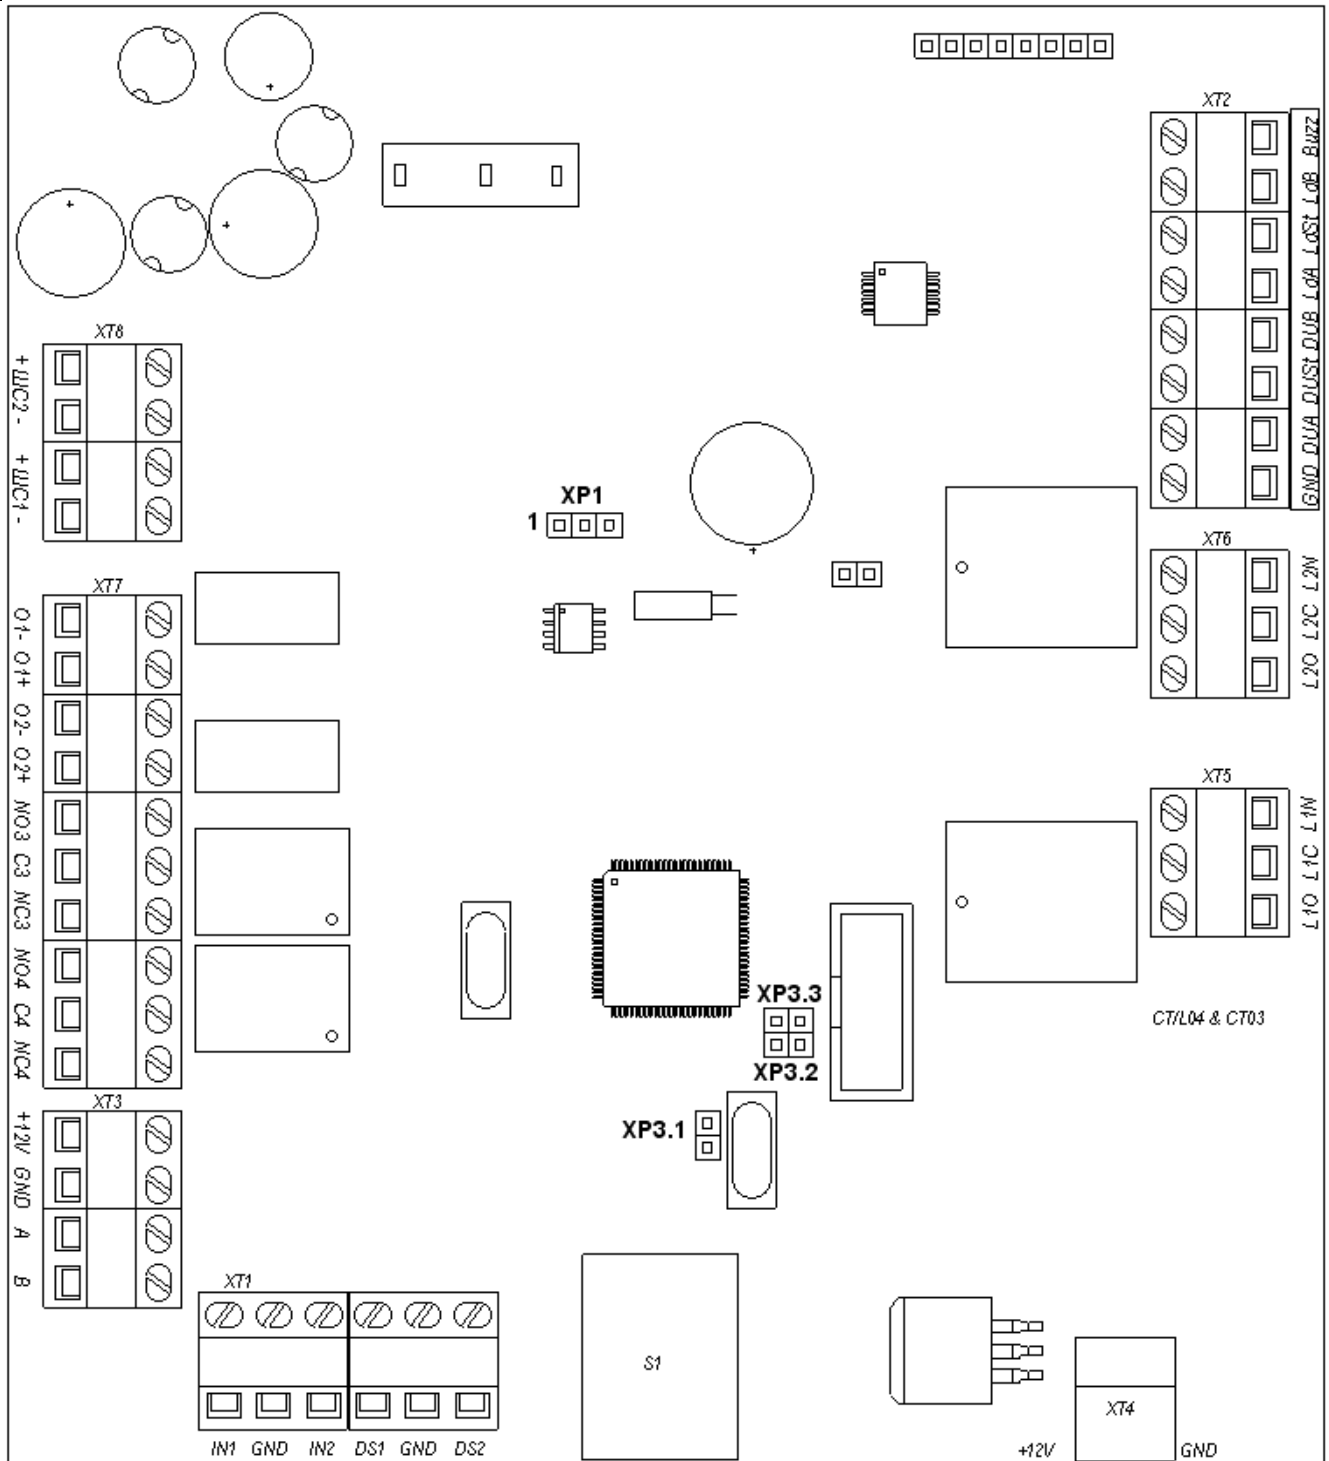 XT2
Buzz
LdB
LdSt
LdA
DUB
DUSt
DUA
GND
XT8
+ ШС2 -
+ ШС1 -
XP1
1
XT6
L2N
L2C
L2O
XT7
O1-
O1+
O2-
O2+
NO3
C3
NC3
NO4
C4
NC4
XT5
L1N
L1C
L1O
XP3.3
XP3.2
CT/L04 & CT03
XP3.1
XT3
+12V
GND
A
B
XT1
IN1 GND IN2 DS1 GND DS2
S1
XT4
+12V GND